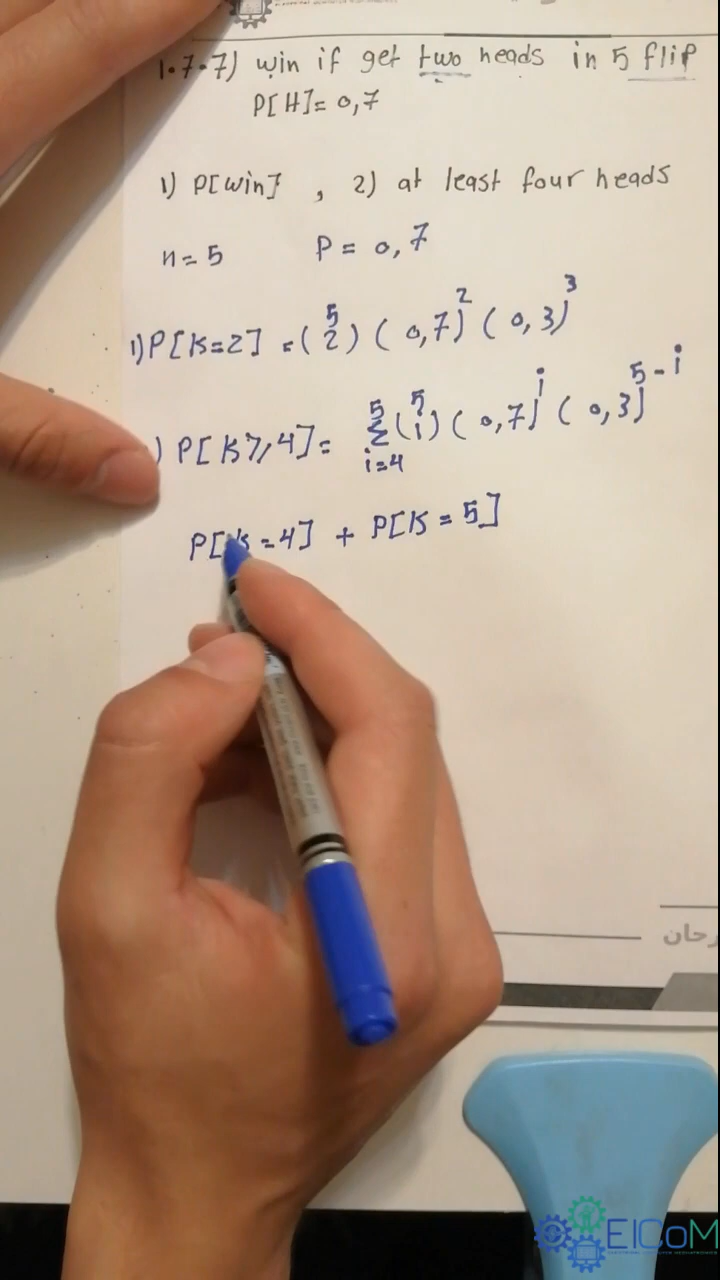 1.7.7) win if get two heads in 5 flip
P[H]= 0,7
1) P[win] , 2) at least four heads
n=5 P= 0,7
1) P[K=2] = (5 2) (0,7)^2 (0,3)^3
) P[K≥4]= 5 Σ i=4 (5 i) (0,7)^i (0,3)^5-i
P[K=4] + P[K=5]
رحان
EICoM